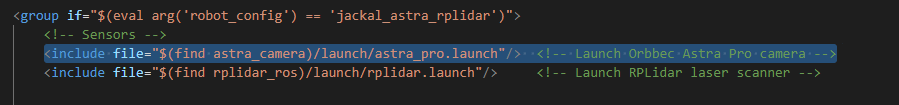 <group if="$(eval arg('robot_config') == 'jackal_astra_rplidar')">
<!-- Sensors -->
<include file="$(find astra_camera)/launch/astra_pro.launch"/> <!-- Launch Orbbec Astra Pro camera -->
<include file="$(find rplidar_ros)/launch/rplidar.launch"/> <!-- Launch RPLidar laser scanner -->